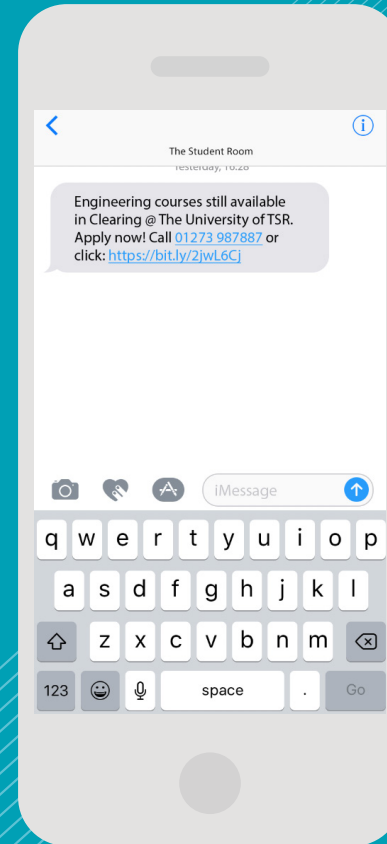 The Student Room
Yesterday, 16:28
Engineering courses still available
in Clearing @ The University of TSR.
Apply now! Call 01273 987887 or
click: https://bit.ly/2jwL6Cj
iMessage
q w e r t y u i o p
a s d f g h j k l
z x c v b n m
123 space . Go